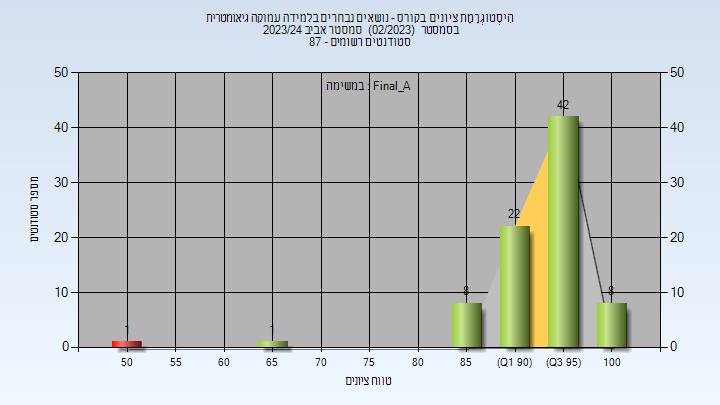 היסטוגרמת ציונים בקורס - נושאים נבחרים בלמידה עמוקה גיאומטרית
בסמסטר (02/2023) סמסטר אביב 2023/24
סטודנטים רשומים - 87
במשימה : Final_A
50 50
40 40
30 30
20 20
10 10
0 0
מספר סטודנטים
1 1 8 22 42 8
50 55 60 65 70 75 80 85 (Q1 90) (Q3 95) 100
טווח ציונים